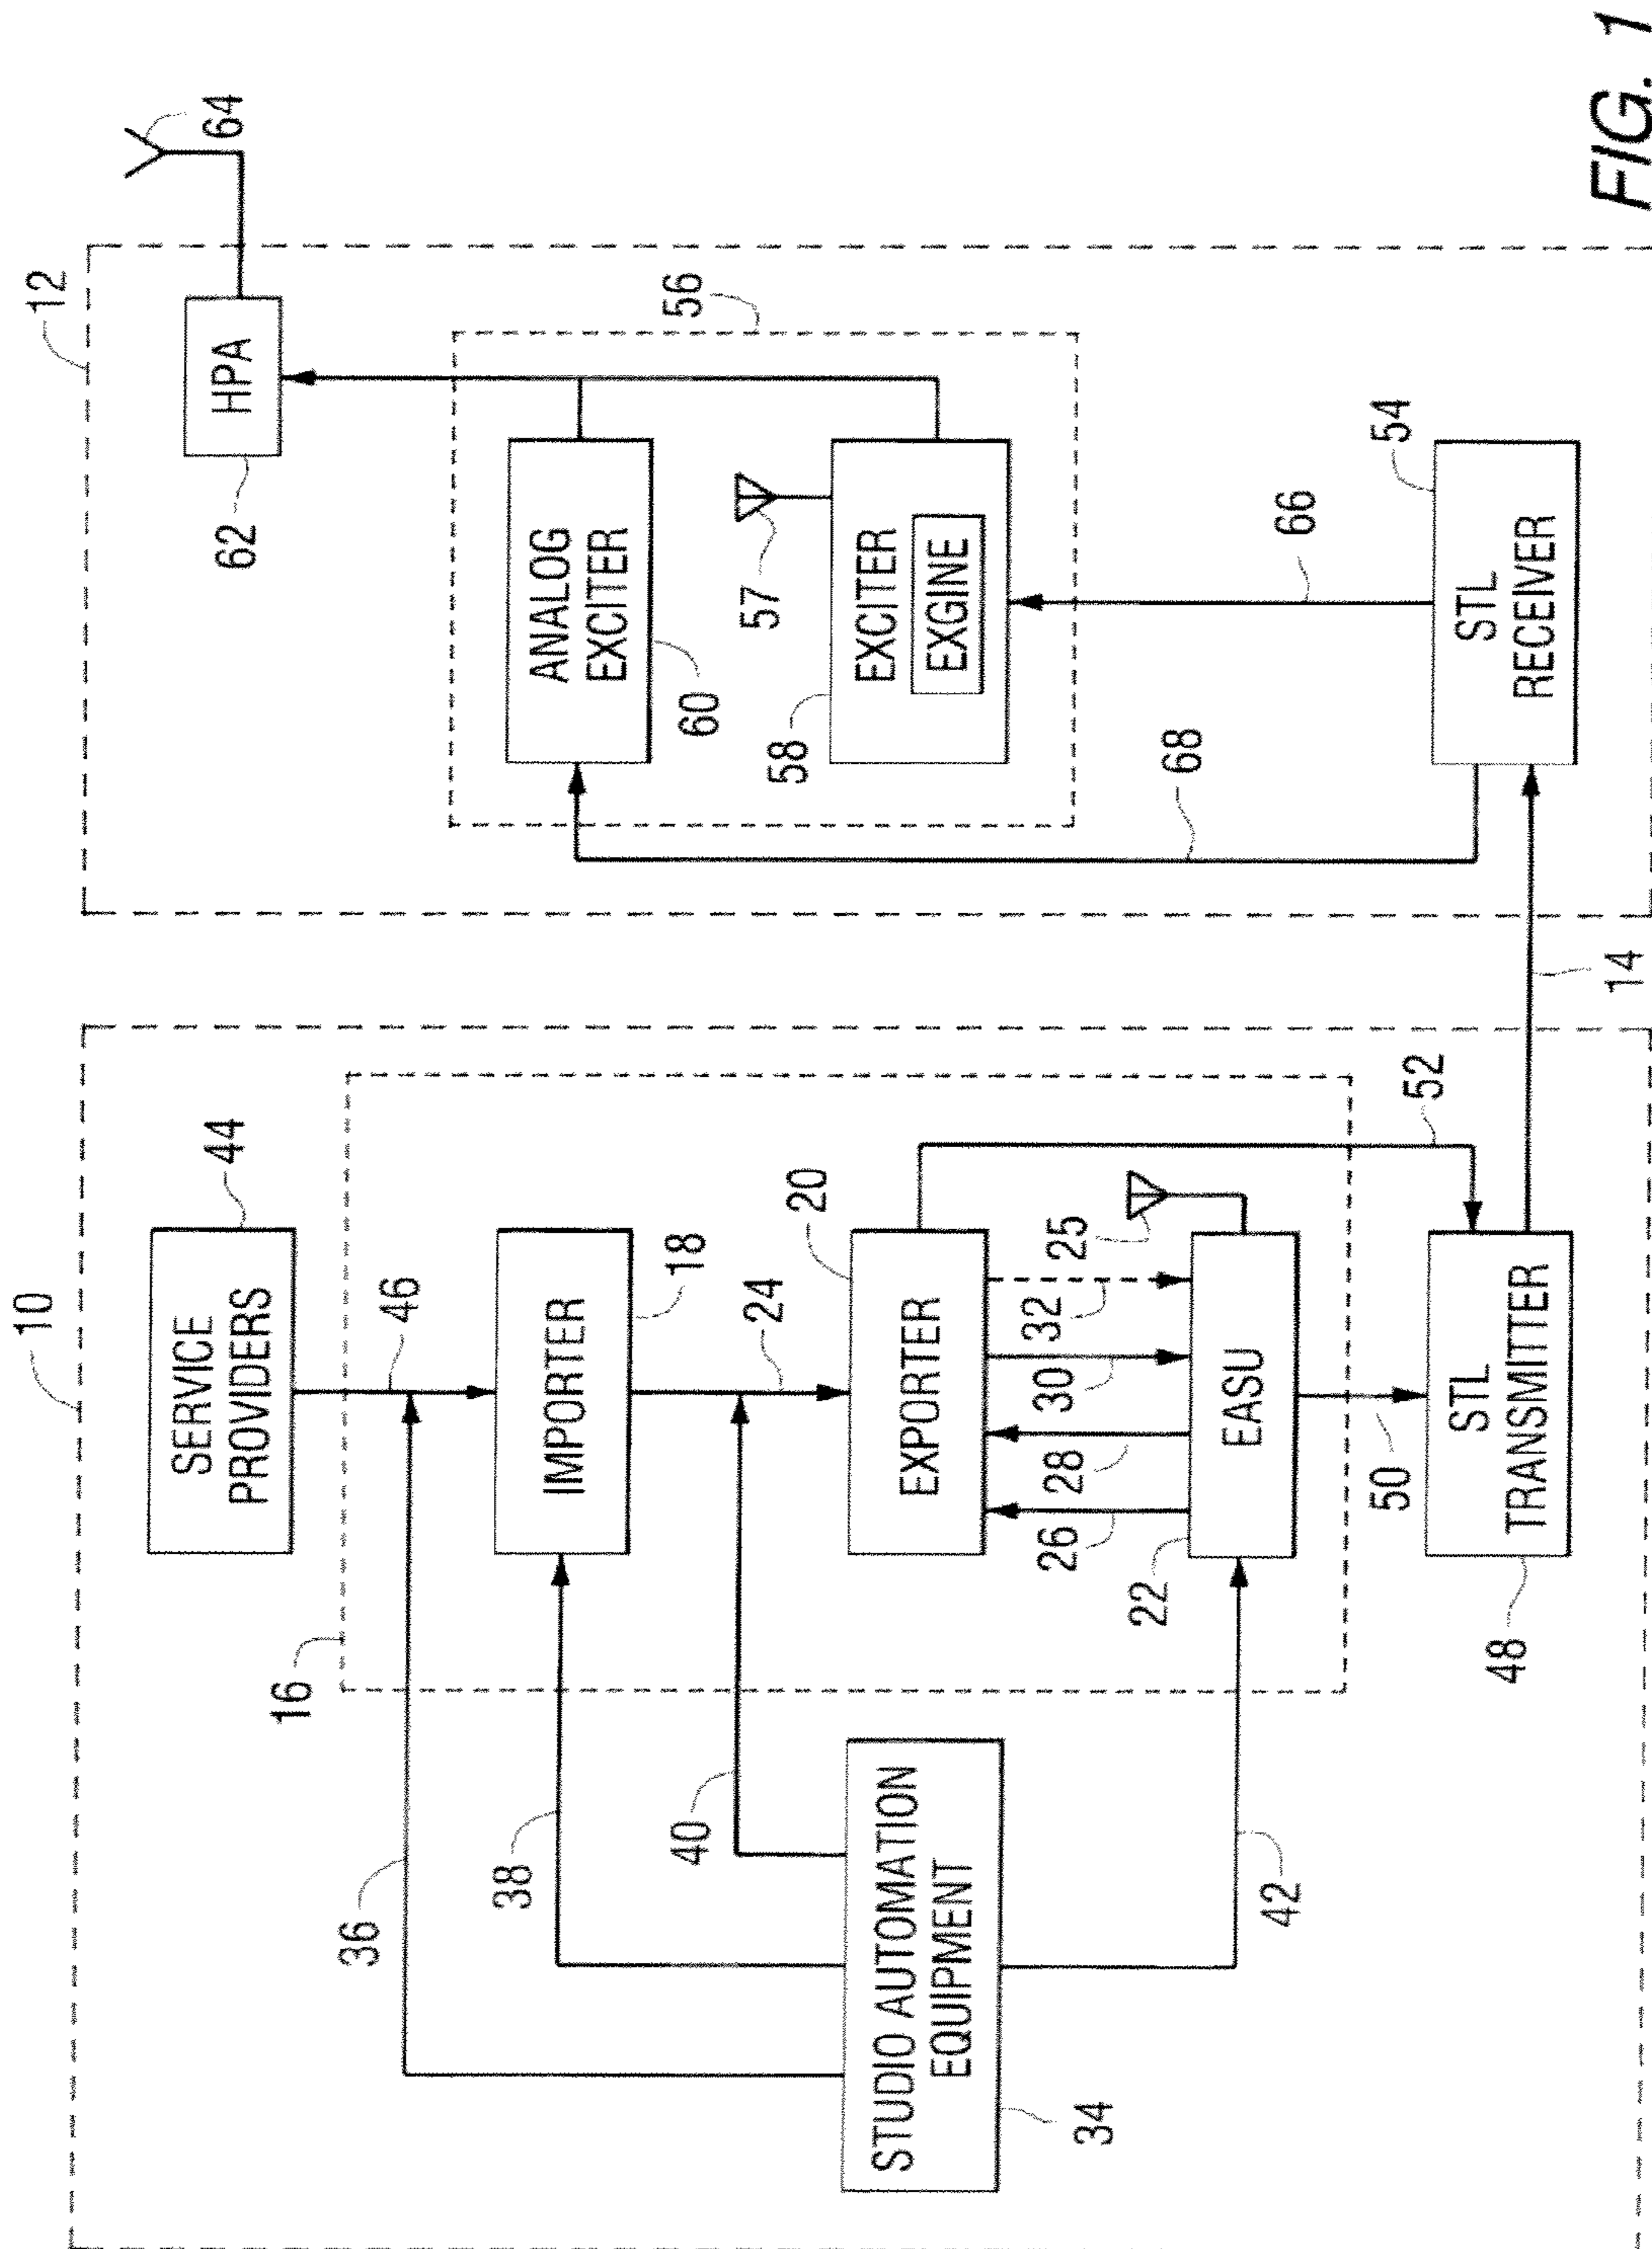 10
12
SERVICE
PROVIDERS
44
HPA
62
64
36
46
16
38
IMPORTER
18
40
24
ANALOG
EXCITER
60
56
57
58
EXCITER
EXGINE
STUDIO AUTOMATION
EQUIPMENT
34
EXPORTER
20
26
28
30
32
25
22
EASU
42
50
52
68
66
48
STL
TRANSMITTER
14
STL
RECEIVER
54
FIG. 1